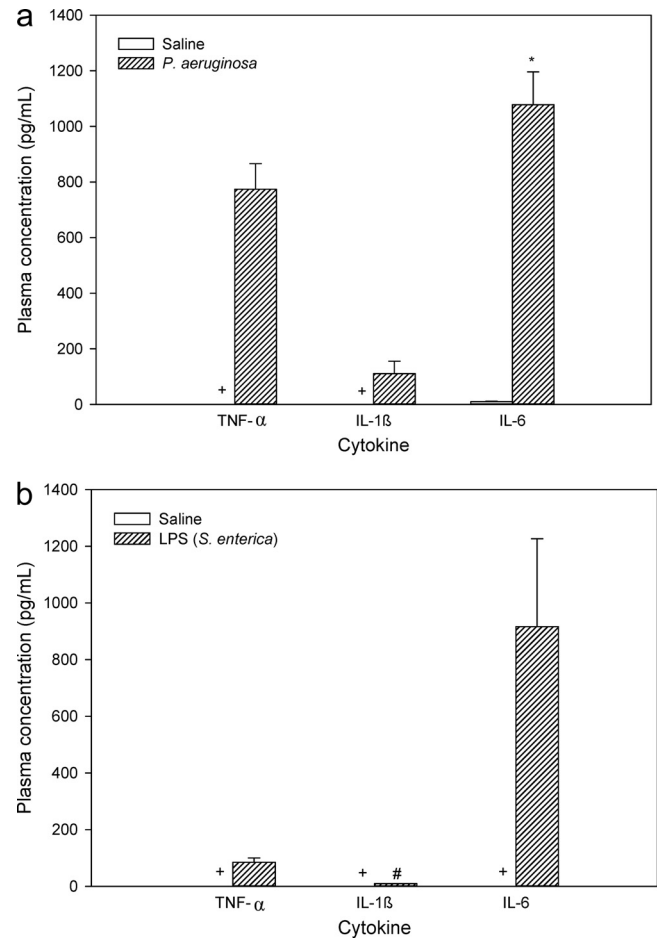 a
1400
1200
1000
800
600
400
200
0
Plasma concentration (pg/mL)
Saline
P. aeruginosa
+
+
*
TNF-α IL-1ß IL-6
Cytokine
b
1400
1200
1000
800
600
400
200
0
Plasma concentration (pg/mL)
Saline
LPS (S. enterica)
+
+ #
+
TNF-α IL-1ß IL-6
Cytokine